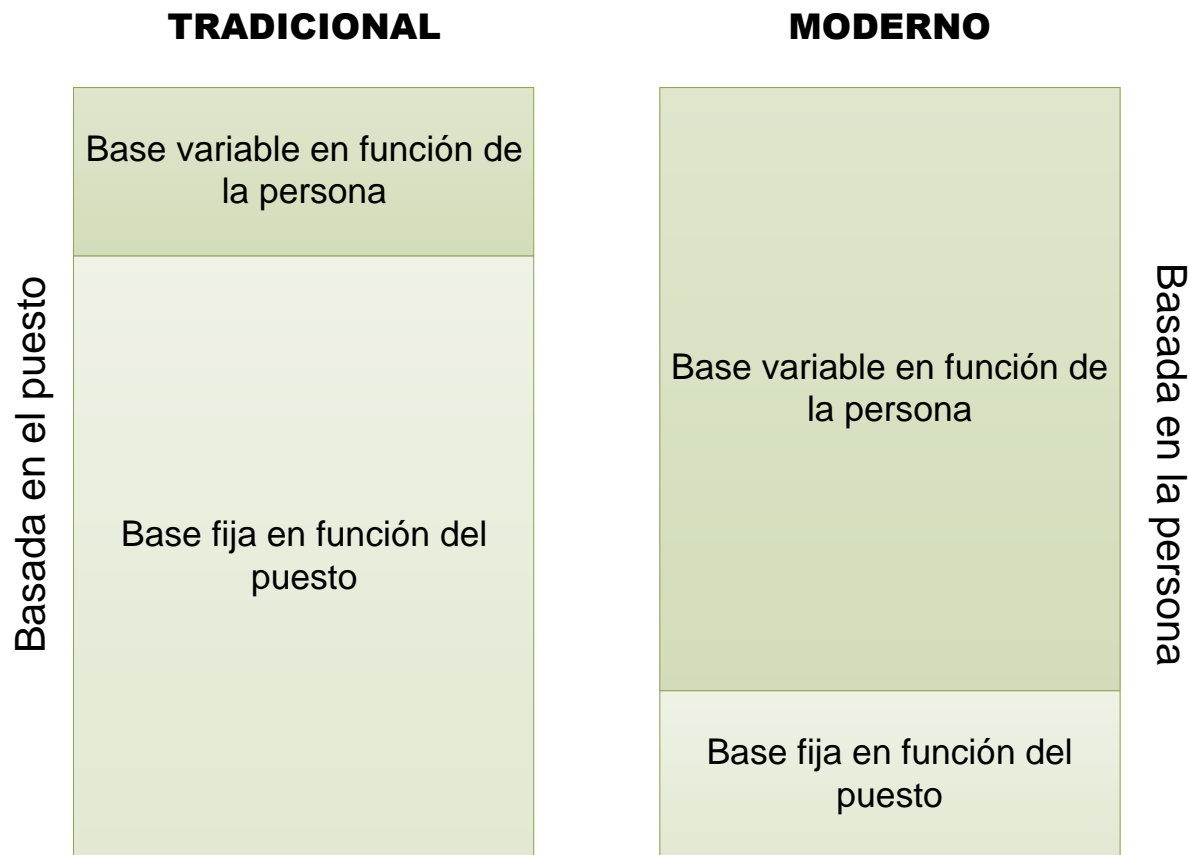 TRADICIONAL
MODERNO
Basada en el puesto
Base variable en función de
la persona
Base fija en función del
puesto
Base variable en función de
la persona
Base fija en función del
puesto
Basada en la persona